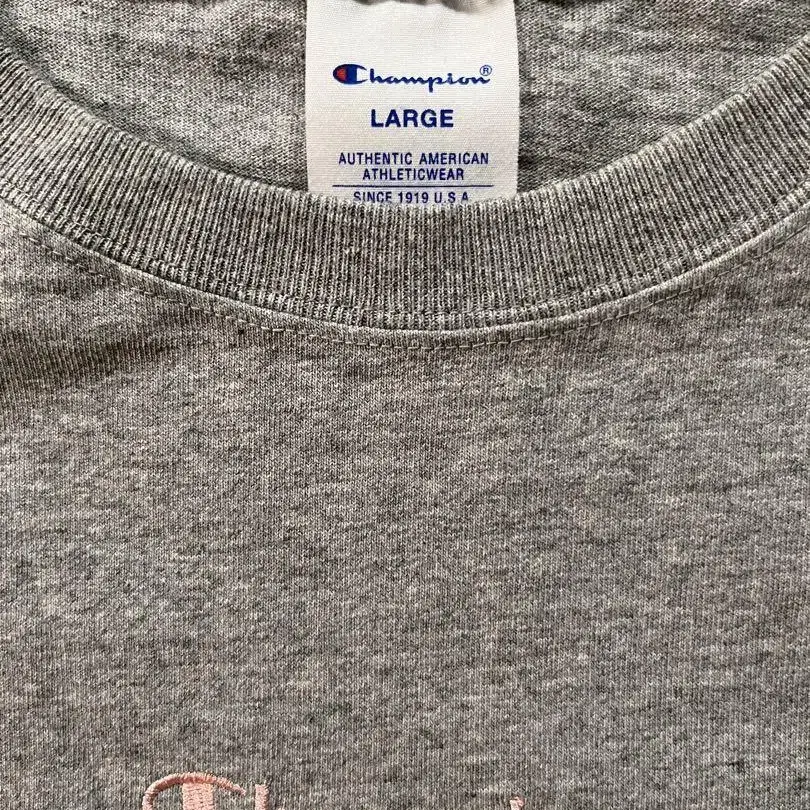 Champion®
LARGE
AUTHENTIC AMERICAN
ATHLETICWEAR
SINCE 1919 U.S.A.